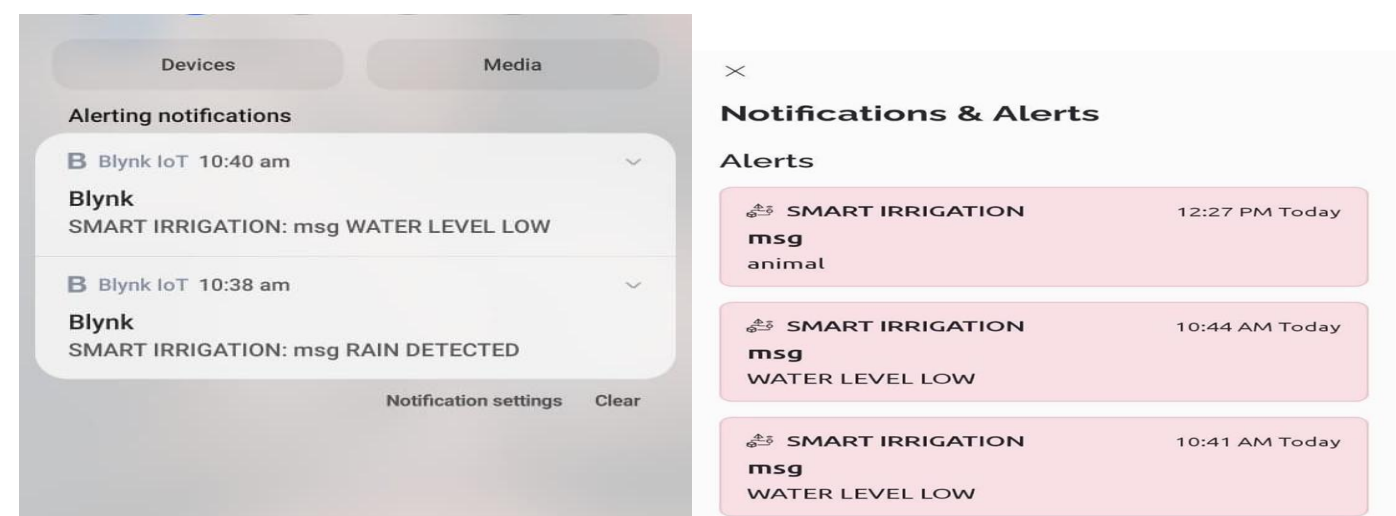 Devices
Media
Alerting notifications
B Blynk IoT 10:40 am
Blynk
SMART IRRIGATION: msg WATER LEVEL LOW
B Blynk IoT 10:38 am
Blynk
SMART IRRIGATION: msg RAIN DETECTED
Notification settings
Clear
Notifications & Alerts
Alerts
SMART IRRIGATION 12:27 PM Today
msg
animal
SMART IRRIGATION 10:44 AM Today
msg
WATER LEVEL LOW
SMART IRRIGATION 10:41 AM Today
msg
WATER LEVEL LOW